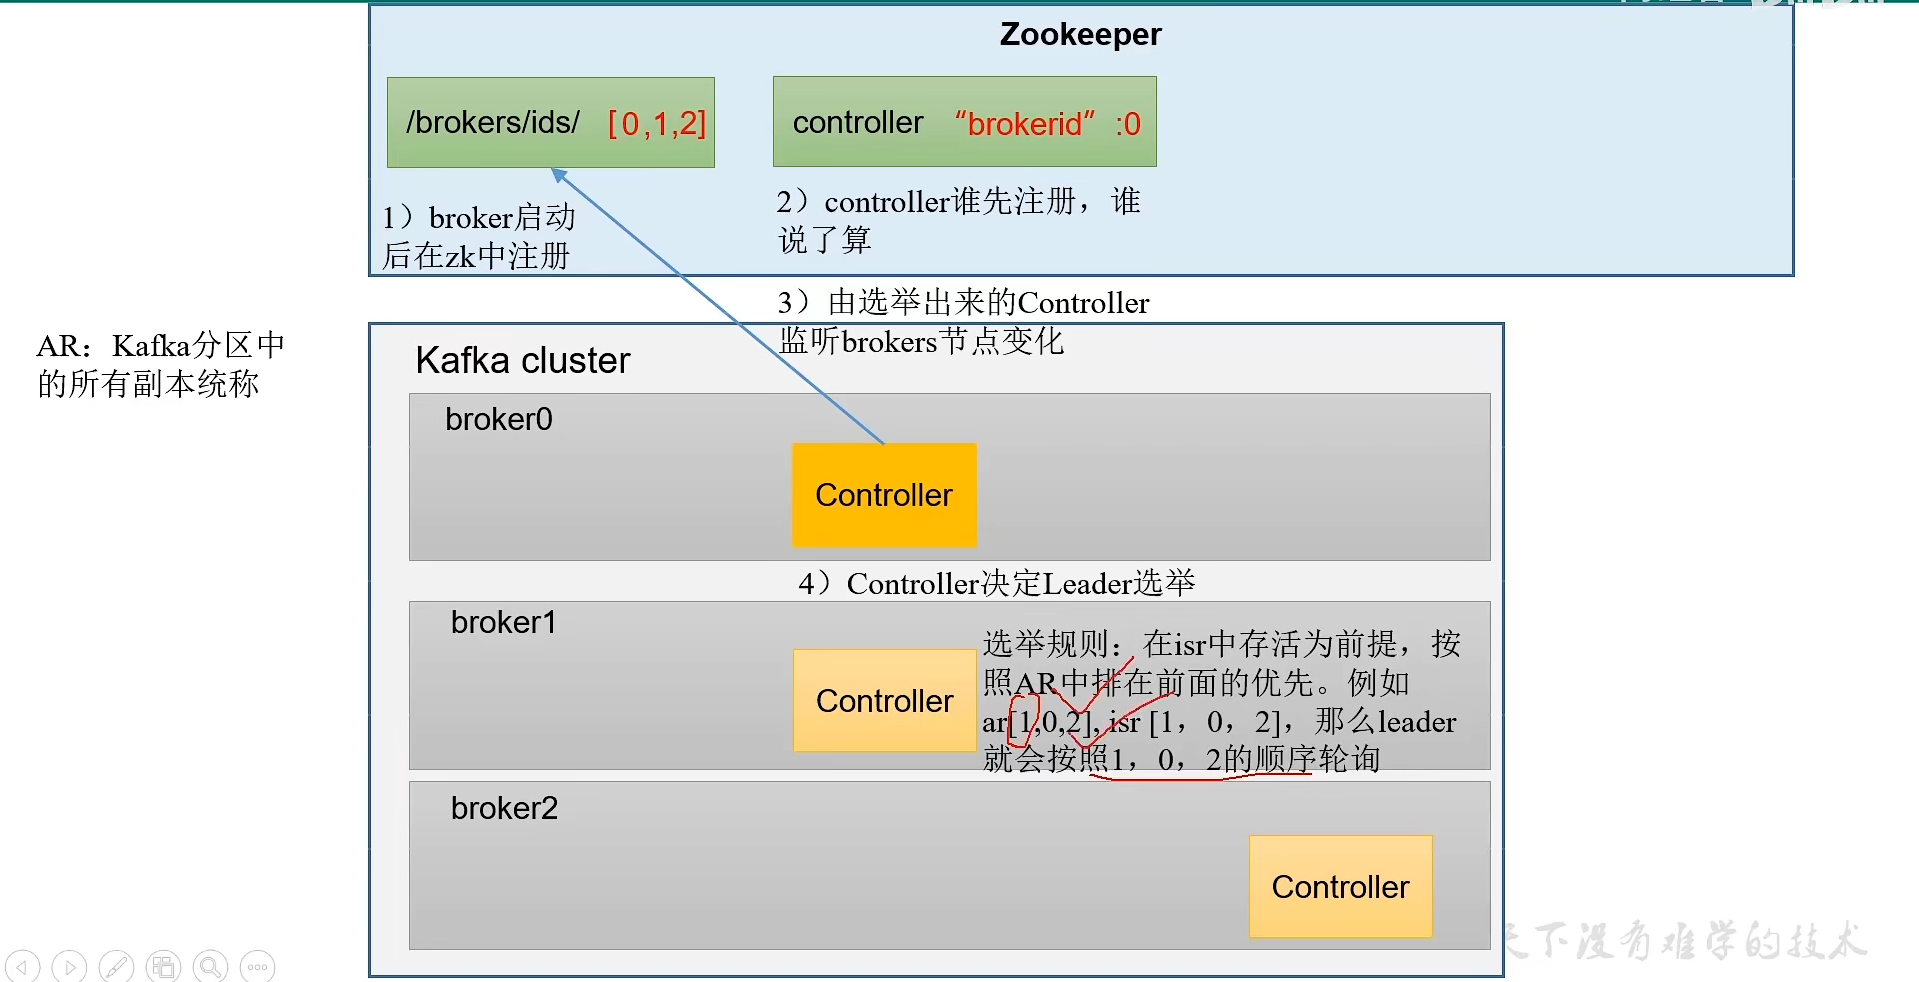 Zookeeper
/brokers/ids/ [0,1,2]
controller “brokerid”:0
1）broker启动
后在zk中注册
2）controller谁先注册，谁
说了算
3）由选举出来的Controller
监听brokers节点变化
AR：Kafka分区中
的所有副本统称
Kafka cluster
broker0
Controller
4）Controller决定Leader选举
broker1
Controller
选举规则：在isr中存活为前提，按
照AR中排在前面的优先。例如
ar[1,0,2], isr [1，0，2]，那么leader
就会按照1，0，2的顺序轮询
broker2
Controller
天下没有难学的技术